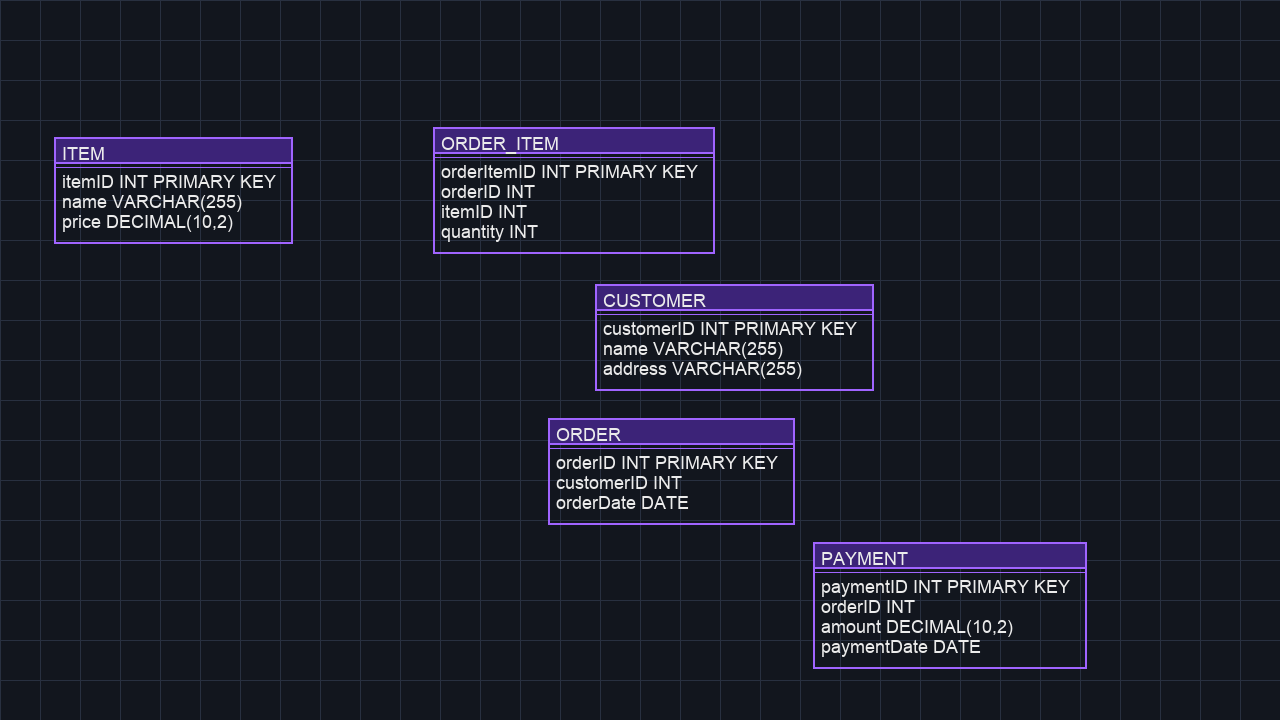 ITEM
itemID INT PRIMARY KEY
name VARCHAR(255)
price DECIMAL(10,2)
ORDER_ITEM
orderItemID INT PRIMARY KEY
orderID INT
itemID INT
quantity INT
CUSTOMER
customerID INT PRIMARY KEY
name VARCHAR(255)
address VARCHAR(255)
ORDER
orderID INT PRIMARY KEY
customerID INT
orderDate DATE
PAYMENT
paymentID INT PRIMARY KEY
orderID INT
amount DECIMAL(10,2)
paymentDate DATE